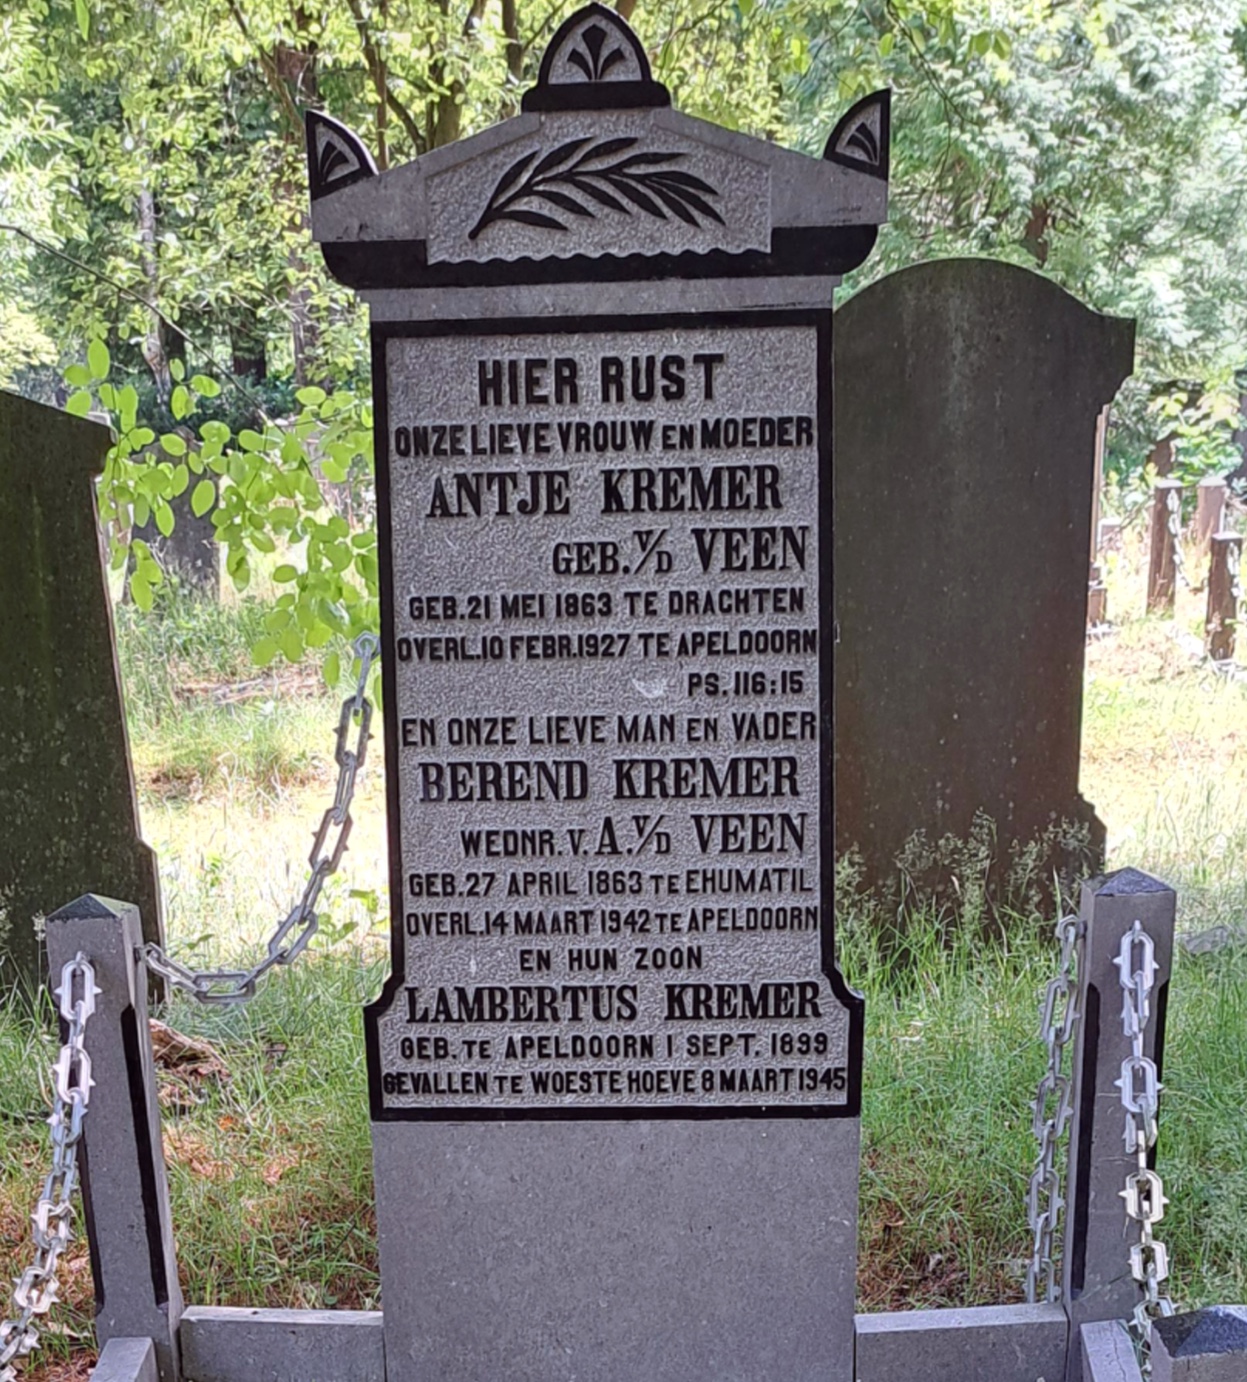 HIER RUST
ONZE LIEVE VROUW EN MOEDER
ANTJE KREMER
GEB. V/D VEEN
GEB. 21 MEI 1863 TE DRACHTEN
OVERL. 10 FEBR. 1927 TE APELDOORN
PS. 116:15
EN ONZE LIEVE MAN EN VADER
BEREND KREMER
WEDNR. V. A. V/D VEEN
GEB. 27 APRIL 1863 TE EHUMATIL
OVERL. 14 MAART 1942 TE APELDOORN
EN HUN ZOON
LAMBERTUS KREMER
GEB. TE APELDOORN 1 SEPT. 1899
GEVALLEN TE WOESTE HOEVE 8 MAART 1945